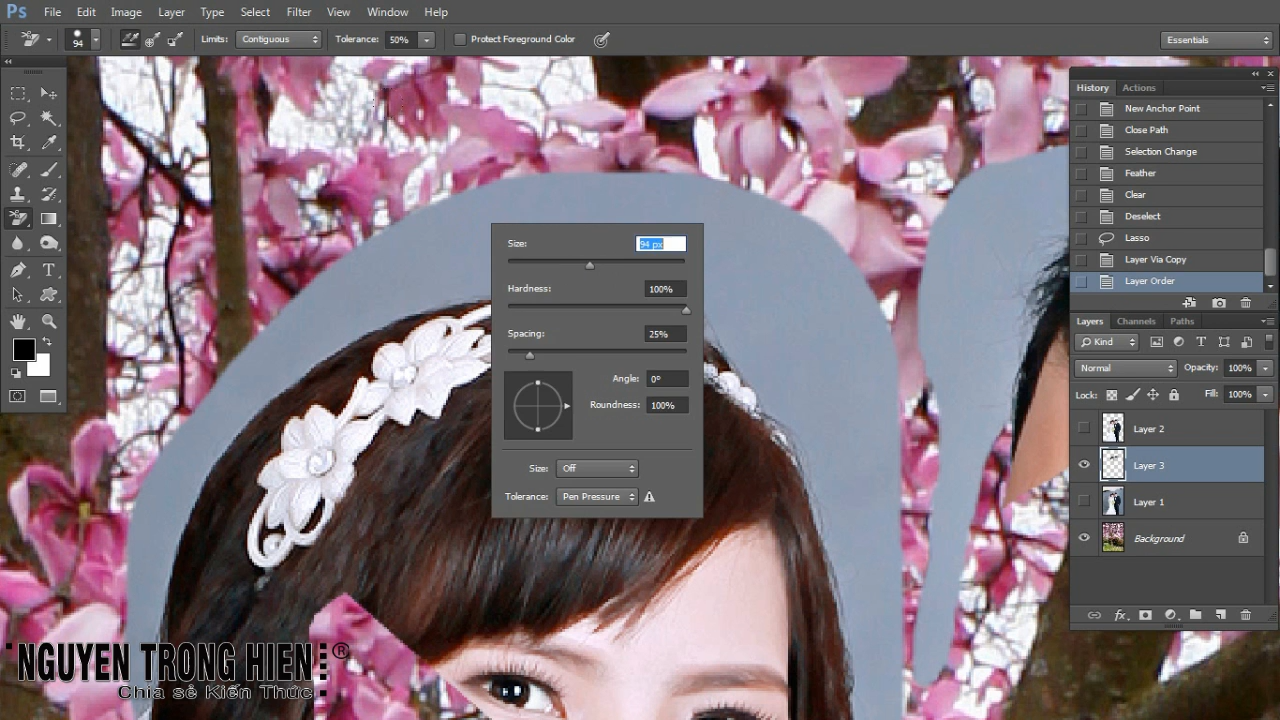 Ps File Edit Image Layer Type Select Filter View Window Help
94 Limits: Contiguous Tolerance: 50% Protect Foreground Color Essentials
History Actions
New Anchor Point
Close Path
Selection Change
Feather
Clear
Deselect
Lasso
Layer Via Copy
Layer Order
Layers Channels Paths
Kind
Normal Opacity: 100%
Lock: Fill: 100%
Layer 2
Layer 3
Layer 1
Background
Size: 94 px
Hardness: 100%
Spacing: 25%
Angle: 0º
Roundness: 100%
Size: Off
Tolerance: Pen Pressure
NGUYEN TRONG HIEN ®
Chia sẻ Kiến Thức